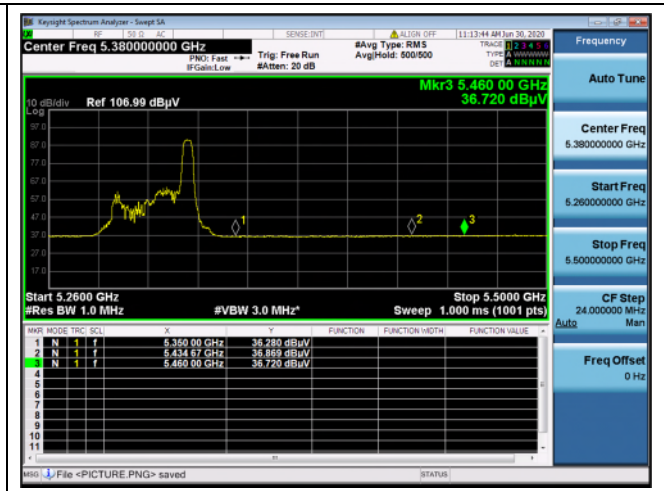 Keysight Spectrum Analyzer - Swept SA
RF 50 Ω AC SENSE:INT ALIGN OFF 11:13:44 AM Jun 30, 2020
Center Freq 5.380000000 GHz
PNO: Fast
IFGain:Low
Trig: Free Run
#Atten: 20 dB
#Avg Type: RMS
Avg|Hold: 500/500
TRACE 1 2 3 4 5 6
TYPE A WWWWW
DET A N N N N N
Mkr3 5.460 00 GHz
36.720 dBµV
10 dB/div Ref 106.99 dBµV
Log
97.0
87.0
77.0
67.0
57.0
47.0
37.0
27.0
17.0
1
2
3
Start 5.2600 GHz Stop 5.5000 GHz
#Res BW 1.0 MHz #VBW 3.0 MHz* Sweep 1.000 ms (1001 pts)
MKR MODE TRC SCL X Y FUNCTION FUNCTION WIDTH FUNCTION VALUE
1 N 1 f 5.350 00 GHz 36.280 dBµV
2 N 1 f 5.434 67 GHz 36.869 dBµV
3 N 1 f 5.460 00 GHz 36.720 dBµV
4
5
6
7
8
9
10
11
MSG File <PICTURE.PNG> saved STATUS
Frequency
Auto Tune
Center Freq
5.380000000 GHz
Start Freq
5.260000000 GHz
Stop Freq
5.500000000 GHz
CF Step
24.000000 MHz
Auto Man
Freq Offset
0 Hz